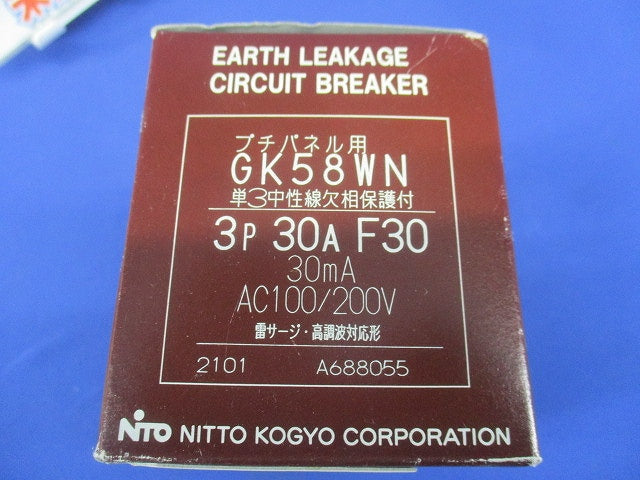 EARTH LEAKAGE
CIRCUIT BREAKER
プチパネル用
GK58WN
単3中性線欠相保護付
3P 30A F30
30mA
AC100/200V
雷サージ・高調波対応形
2101 A688055
NITO NITTO KOGYO CORPORATION